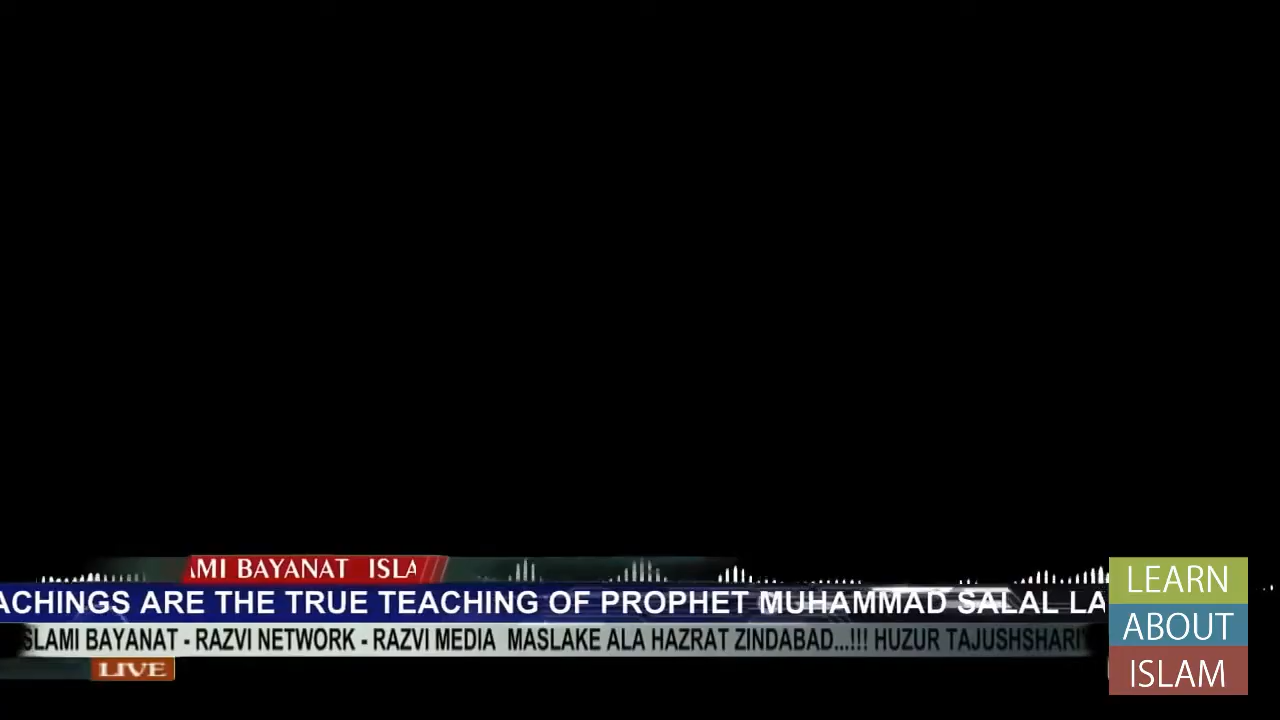 AMI BAYANAT ISLA
ACHINGS ARE THE TRUE TEACHING OF PROPHET MUHAMMAD SALAL LA
SLAMI BAYANAT - RAZVI NETWORK - RAZVI MEDIA MASLAKE ALA HAZRAT ZINDABAD...!!! HUZUR TAJUSHSHARI
LIVE
LEARN
ABOUT
ISLAM